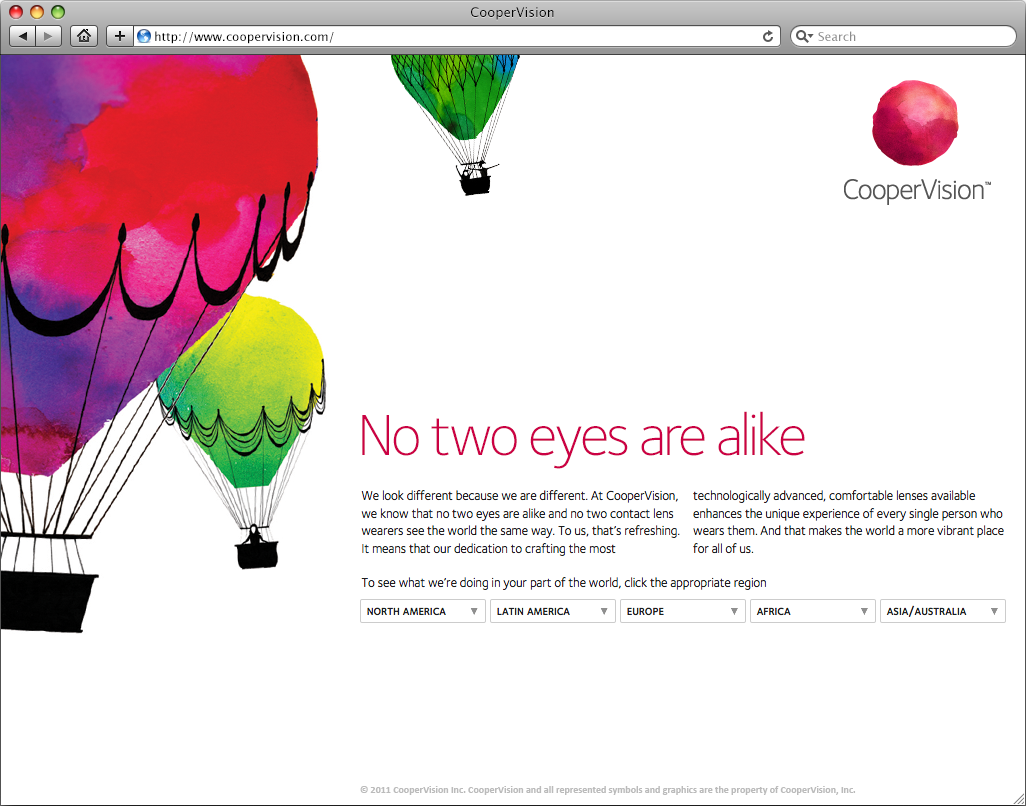 CooperVision
http://www.coopervision.com/
Search
CooperVision™
No two eyes are alike
We look different because we are different. At CooperVision,
we know that no two eyes are alike and no two contact lens
wearers see the world the same way. To us, that's refreshing.
It means that our dedication to crafting the most
technologically advanced, comfortable lenses available
enhances the unique experience of every single person who
wears them. And that makes the world a more vibrant place
for all of us.
To see what we're doing in your part of the world, click the appropriate region
NORTH AMERICA
LATIN AMERICA
EUROPE
AFRICA
ASIA/AUSTRALIA
© 2011 CooperVision Inc. CooperVision and all represented symbols and graphics are the property of CooperVision, Inc.